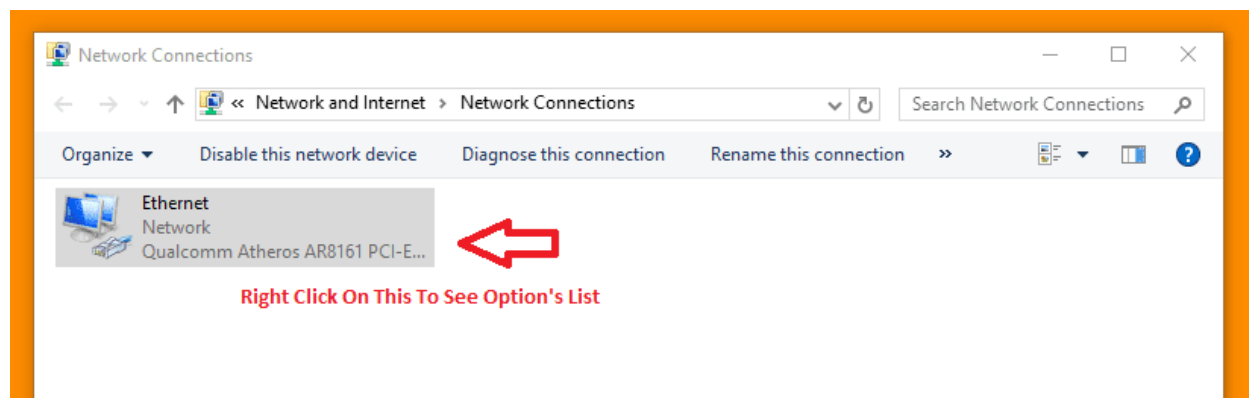 Network Connections
« Network and Internet > Network Connections
Search Network Connections
Organize Disable this network device Diagnose this connection Rename this connection »
Ethernet
Network
Qualcomm Atheros AR8161 PCI-E...
Right Click On This To See Option's List